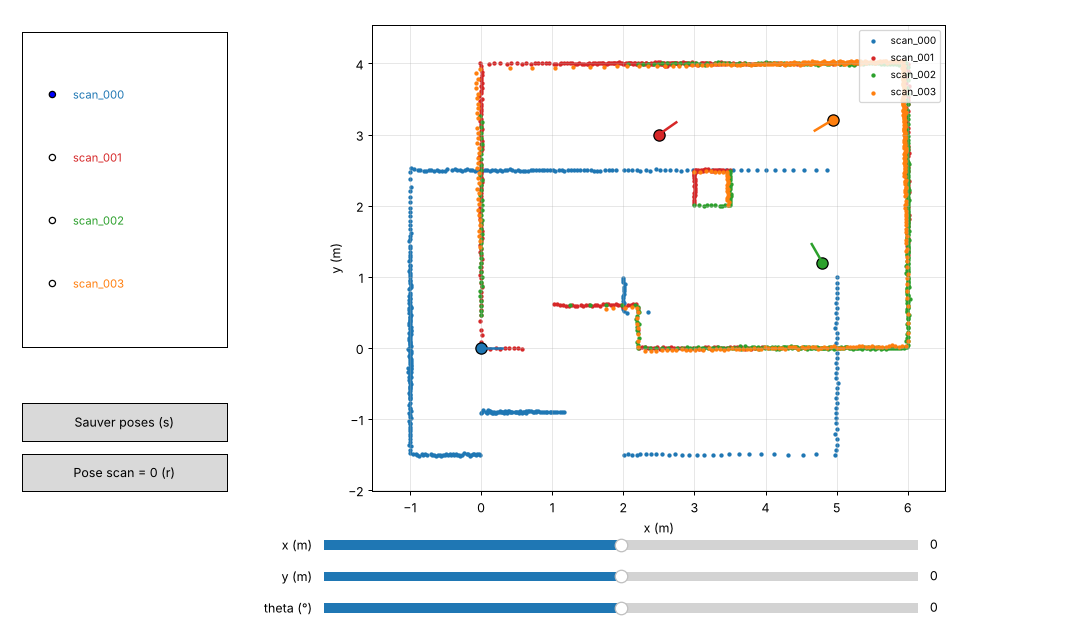 scan_000
scan_001
scan_002
scan_003
Sauver poses (s)
Pose scan = 0 (r)
scan_000
scan_001
scan_002
scan_003
4
3
2
1
0
−1
−2
y (m)
−1 0 1 2 3 4 5 6
x (m)
x (m) 0
y (m) 0
theta (°) 0